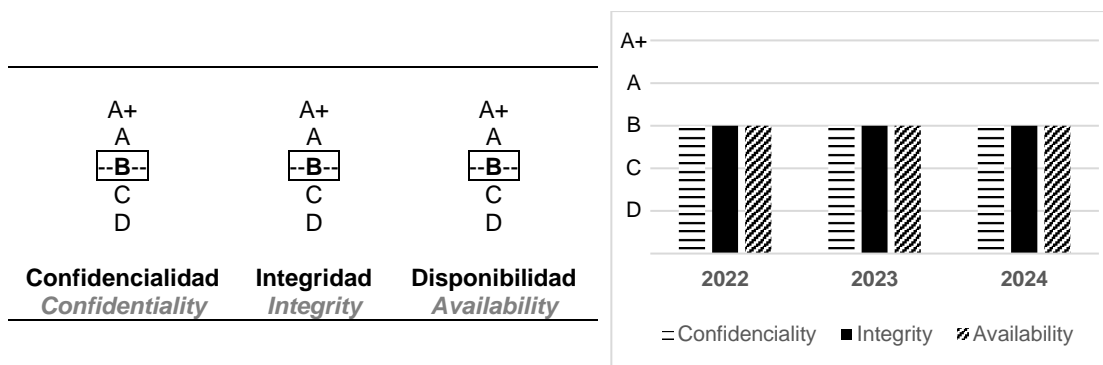 A+ A+ A+
A A A
--B-- --B-- --B--
C C C
D D D
Confidencialidad Integridad Disponibilidad
Confidentiality Integrity Availability
A+
A
B
C
D
2022 2023 2024
Confidenciality Integrity Availability